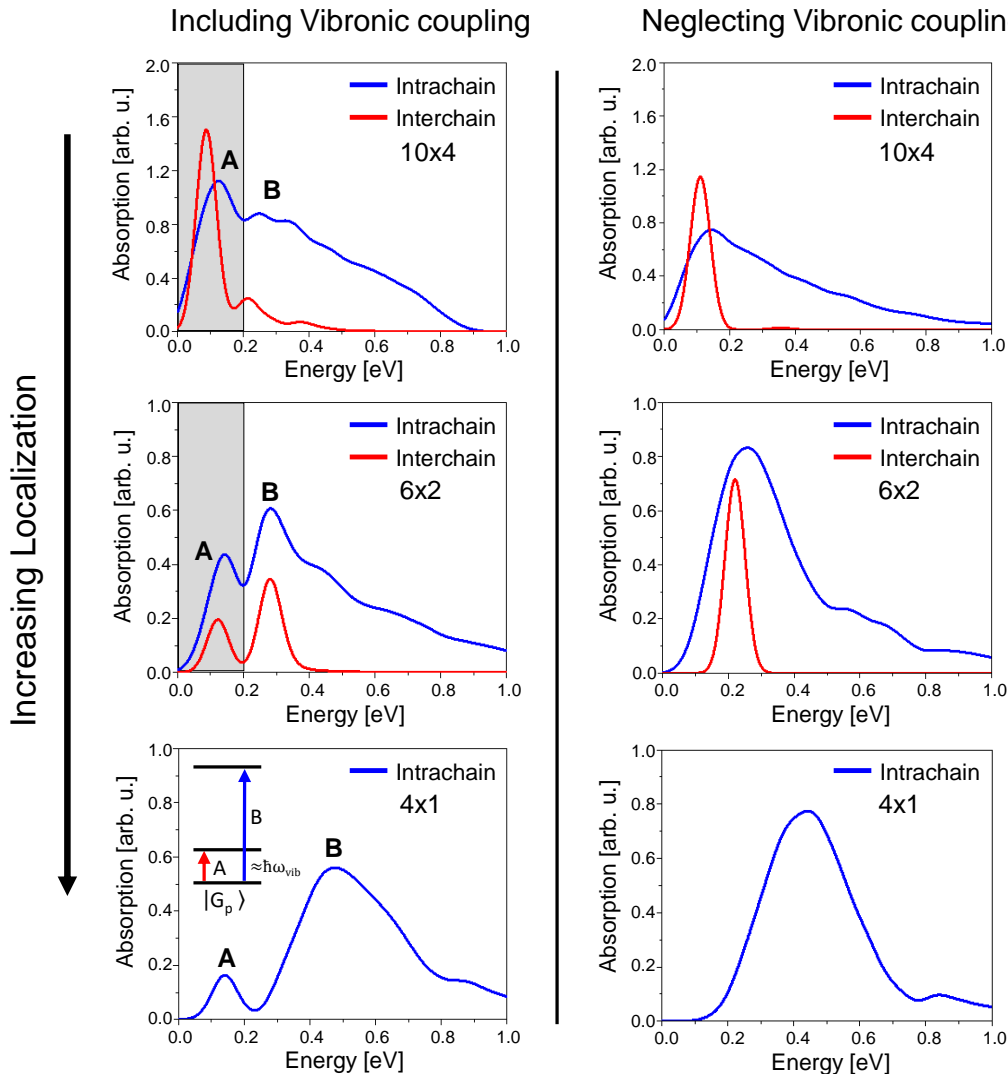 Including Vibronic coupling
Neglecting Vibronic couplin
Increasing Localization
Absorption [arb. u.]
2.0
1.6
1.2
0.8
0.4
0.0
Intrachain
Interchain
10x4
A
B
0.0 0.2 0.4 0.6 0.8 1.0
Energy [eV]
Absorption [arb. u.]
2.0
1.6
1.2
0.8
0.4
0.0
Intrachain
Interchain
10x4
0.0 0.2 0.4 0.6 0.8 1.0
Energy [eV]
Absorption [arb. u.]
1.0
0.8
0.6
0.4
0.2
0.0
Intrachain
Interchain
6x2
A
B
0.0 0.2 0.4 0.6 0.8 1.0
Energy [eV]
Absorption [arb. u.]
1.0
0.8
0.6
0.4
0.2
0.0
Intrachain
Interchain
6x2
0.0 0.2 0.4 0.6 0.8 1.0
Energy [eV]
Absorption [arb. u.]
1.0
0.8
0.6
0.4
0.2
0.0
Intrachain
4x1
B
A ≈ħω_vib
|G_p ⟩
A
B
0.0 0.2 0.4 0.6 0.8 1.0
Energy [eV]
Absorption [arb. u.]
1.0
0.8
0.6
0.4
0.2
0.0
Intrachain
4x1
0.0 0.2 0.4 0.6 0.8 1.0
Energy [eV]